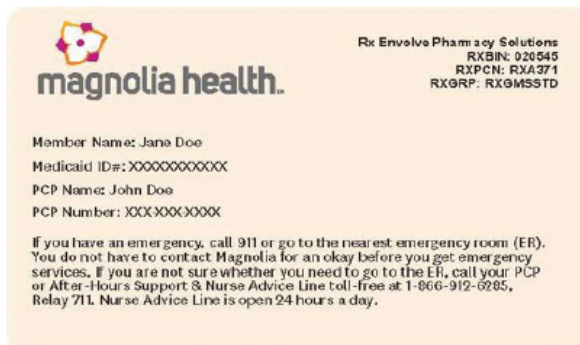 magnolia health..
Rx Envolve Pharmacy Solutions
RXBIN: 020545
RXPCN: RXA371
RXGRP: RXGMSSTD
Member Name: Jane Doe
Medicaid ID#: XXXXXXXXXXX
PCP Name: John Doe
PCP Number: XXX-XXX-XXXX
If you have an emergency, call 911 or go to the nearest emergency room (ER).
You do not have to contact Magnolia for an okay before you get emergency
services. If you are not sure whether you need to go to the ER, call your PCP
or After-Hours Support & Nurse Advice Line toll-free at 1-866-912-6285,
Relay 711. Nurse Advice Line is open 24 hours a day.